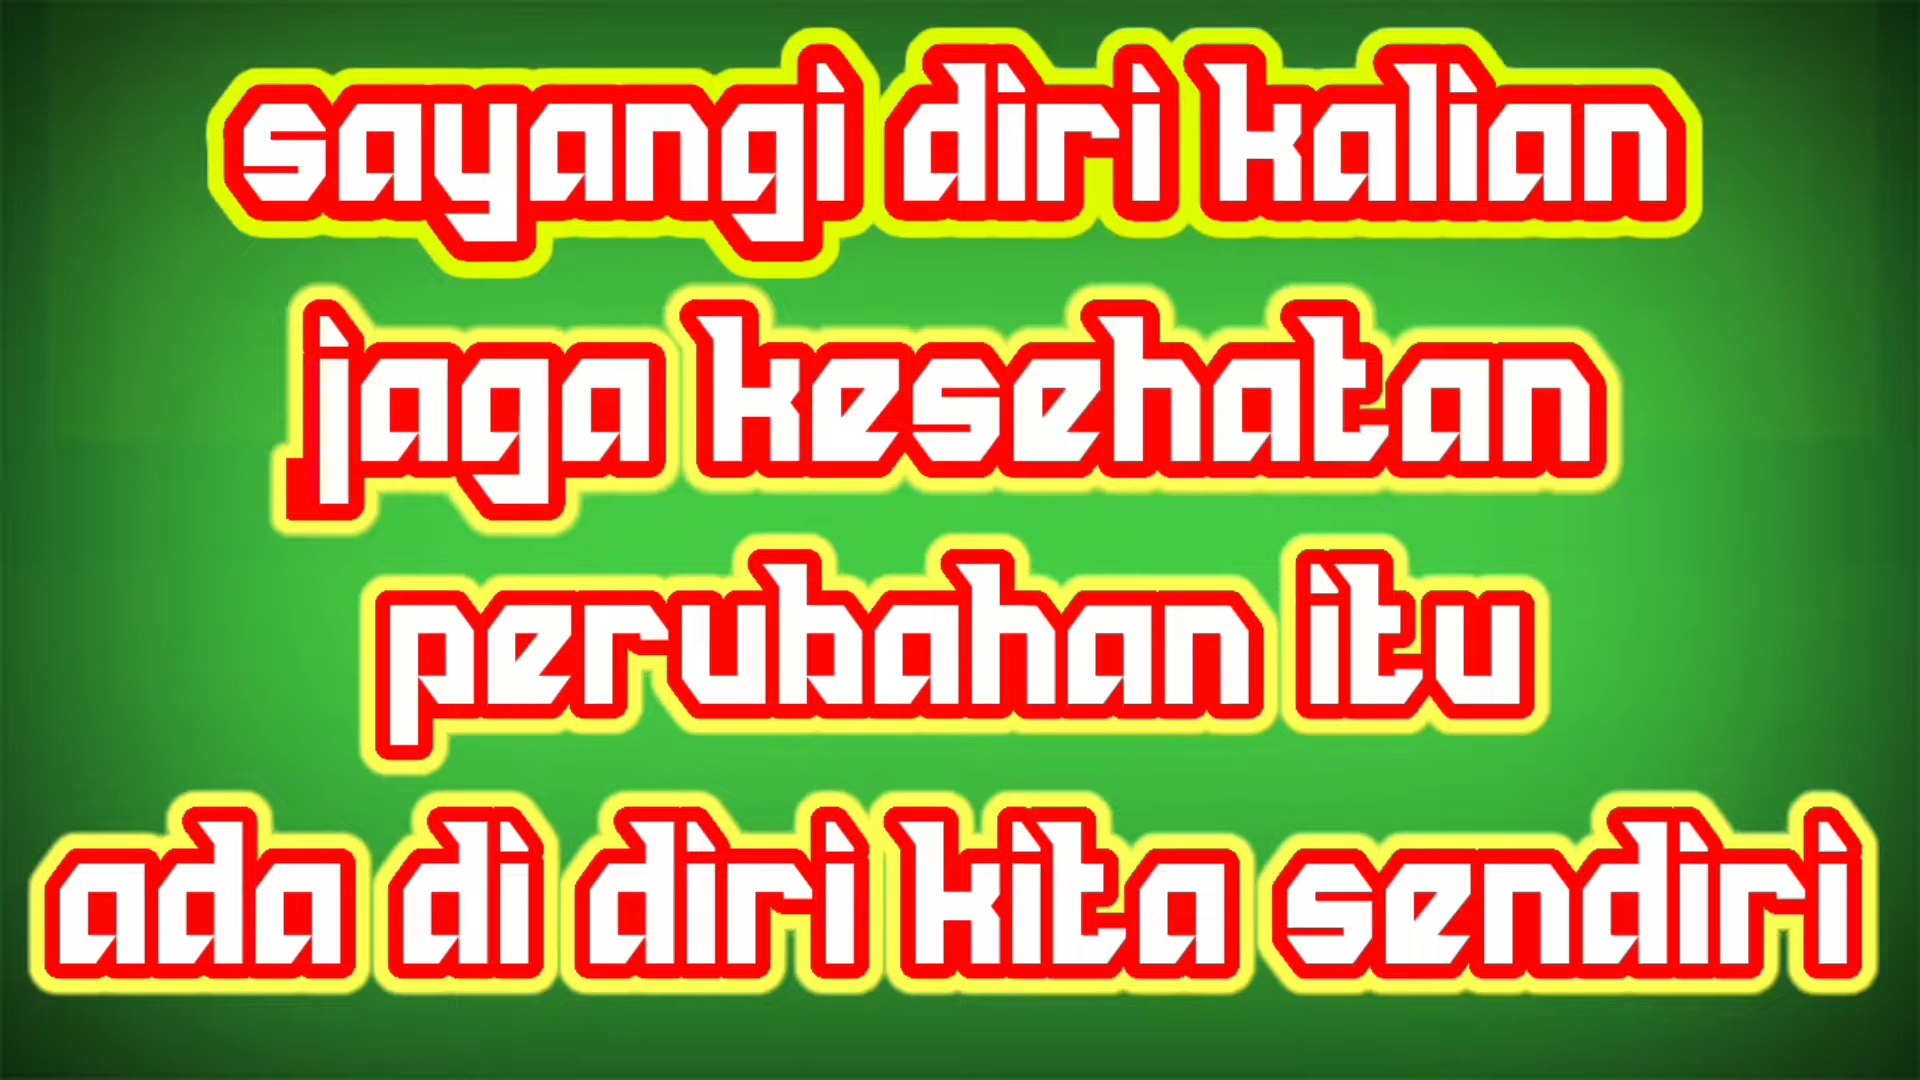 sayangi diri kalian
jaga kesehatan
perubahan itu
ada di diri kita sendiri